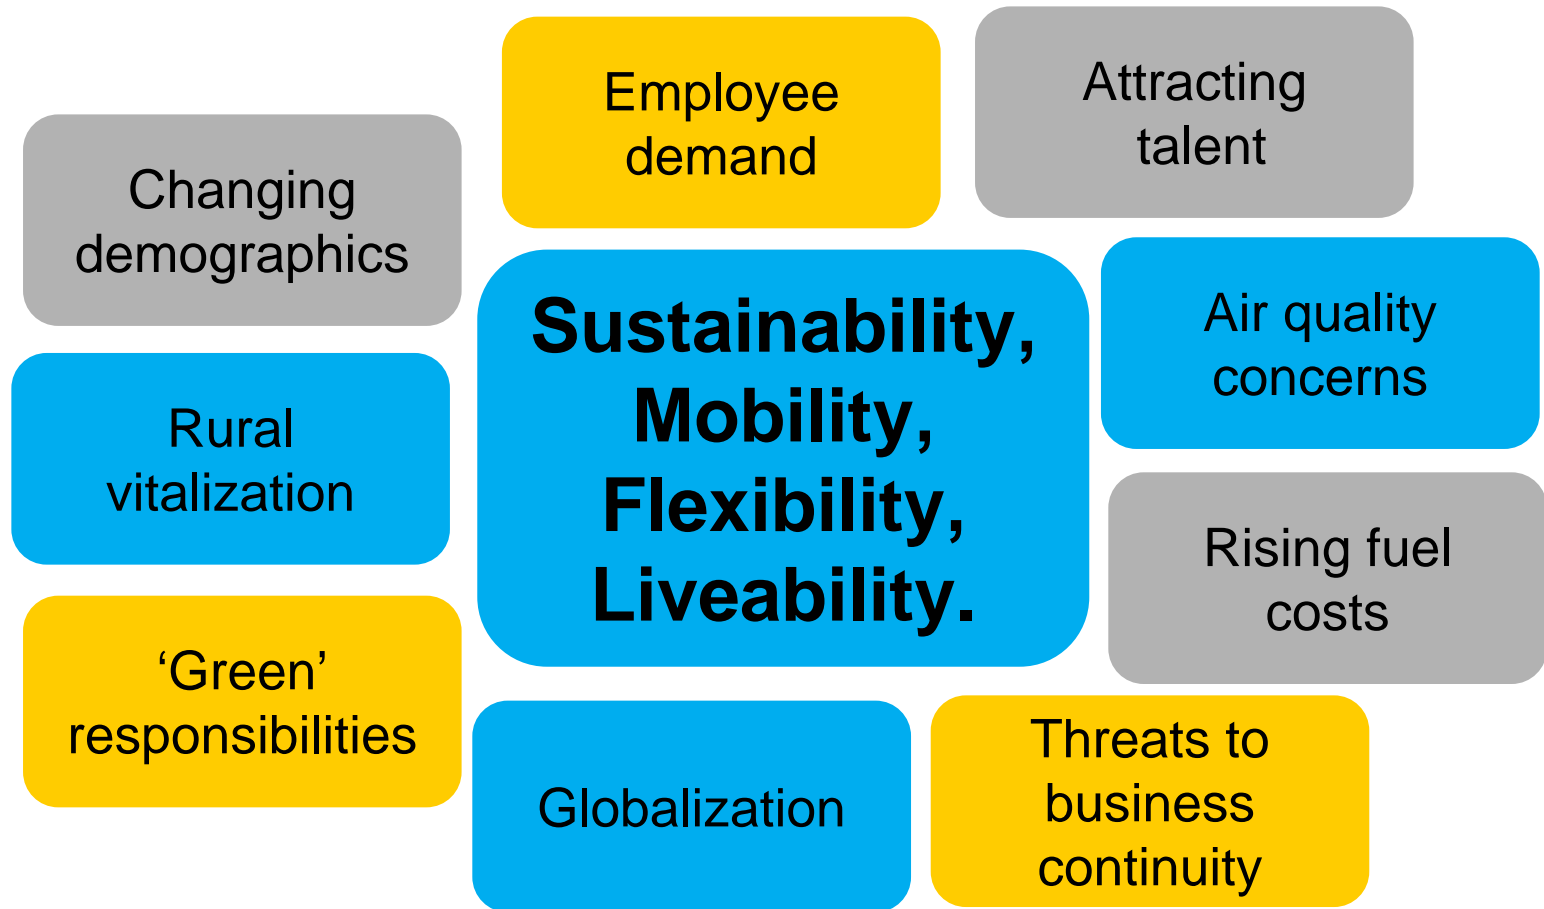 Employee
demand
Attracting
talent
Changing
demographics
Sustainability,
Mobility,
Flexibility,
Liveability.
Air quality
concerns
Rural
vitalization
Rising fuel
costs
‘Green’
responsibilities
Globalization
Threats to
business
continuity